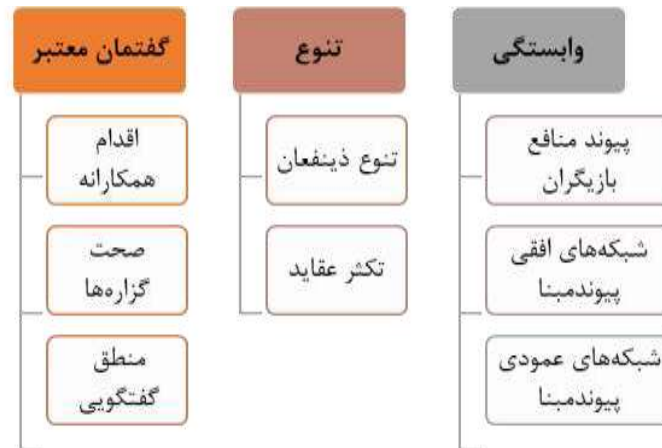 وابستگی
پیوند منافع
بازیگران
شبکه‌های افقی
پیوندمبنا
شبکه‌های عمودی
پیوندمبنا
تنوع
تنوع ذینفعان
تکثر عقاید
گفتمان معتبر
اقدام
همکارانه
صحت
گزاره‌ها
منطق
گفتگویی